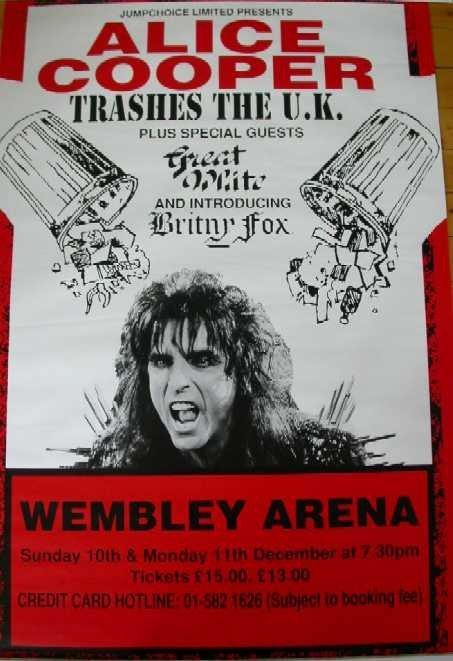 JUMPCHOICE LIMITED PRESENTS
ALICE
COOPER
TRASHES THE U.K.
PLUS SPECIAL GUESTS
Great
White
AND INTRODUCING
Britny Fox
WEMBLEY ARENA
Sunday 10th & Monday 11th December at 7.30pm
Tickets £15.00, £13.00
CREDIT CARD HOTLINE: 01-582 1626 (Subject to booking fee)